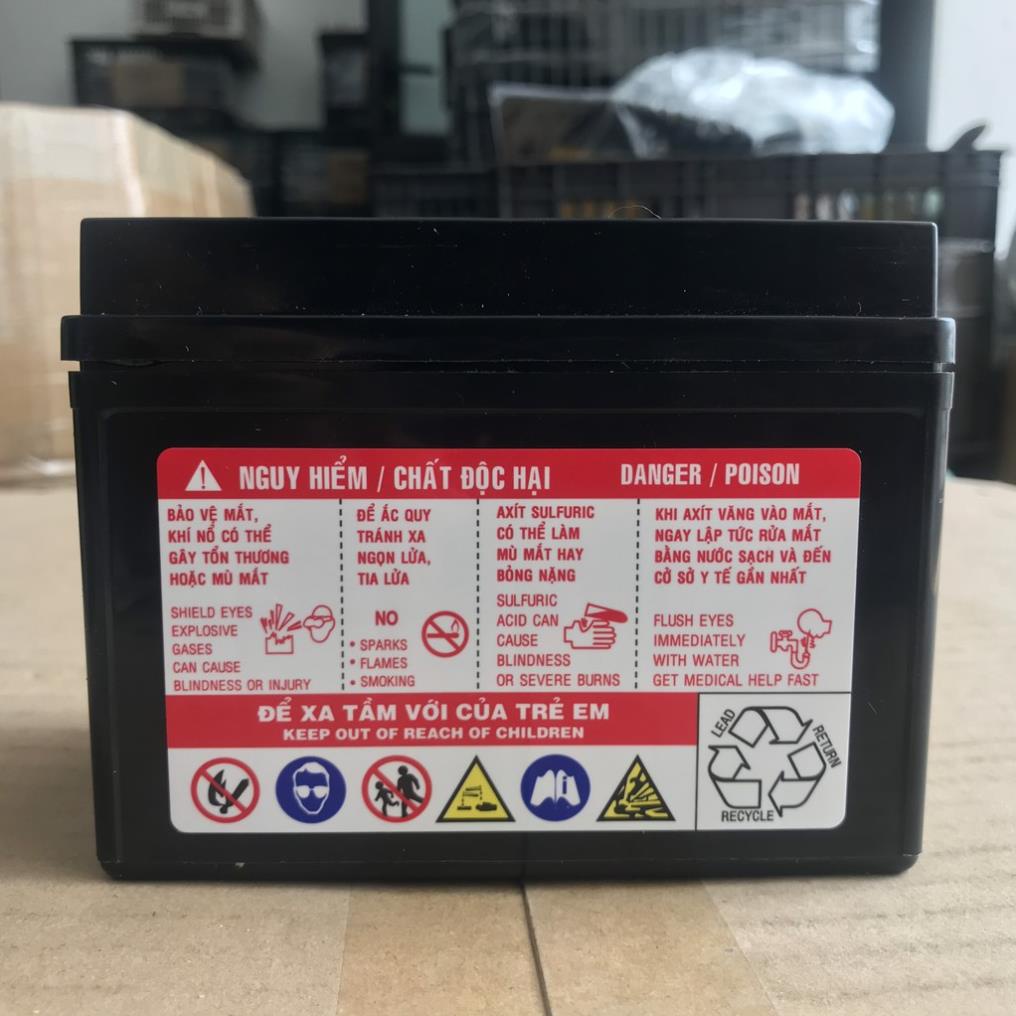 NGUY HIỂM / CHẤT ĐỘC HẠI DANGER / POISON
BẢO VỆ MẮT,
KHÍ NỔ CÓ THỂ
GÂY TỔN THƯƠNG
HOẶC MÙ MẮT
SHIELD EYES
EXPLOSIVE
GASES
CAN CAUSE
BLINDNESS OR INJURY
ĐỂ ẮC QUY
TRÁNH XA
NGỌN LỬA,
TIA LỬA
NO
• SPARKS
• FLAMES
• SMOKING
AXÍT SULFURIC
CÓ THỂ LÀM
MÙ MẮT HAY
BỎNG NẶNG
SULFURIC
ACID CAN
CAUSE
BLINDNESS
OR SEVERE BURNS
KHI AXÍT VĂNG VÀO MẮT,
NGAY LẬP TỨC RỬA MẮT
BẰNG NƯỚC SẠCH VÀ ĐẾN
CỞ SỞ Y TẾ GẦN NHẤT
FLUSH EYES
IMMEDIATELY
WITH WATER
GET MEDICAL HELP FAST
ĐỂ XA TẦM VỚI CỦA TRẺ EM
KEEP OUT OF REACH OF CHILDREN
LEAD
RETURN
RECYCLE